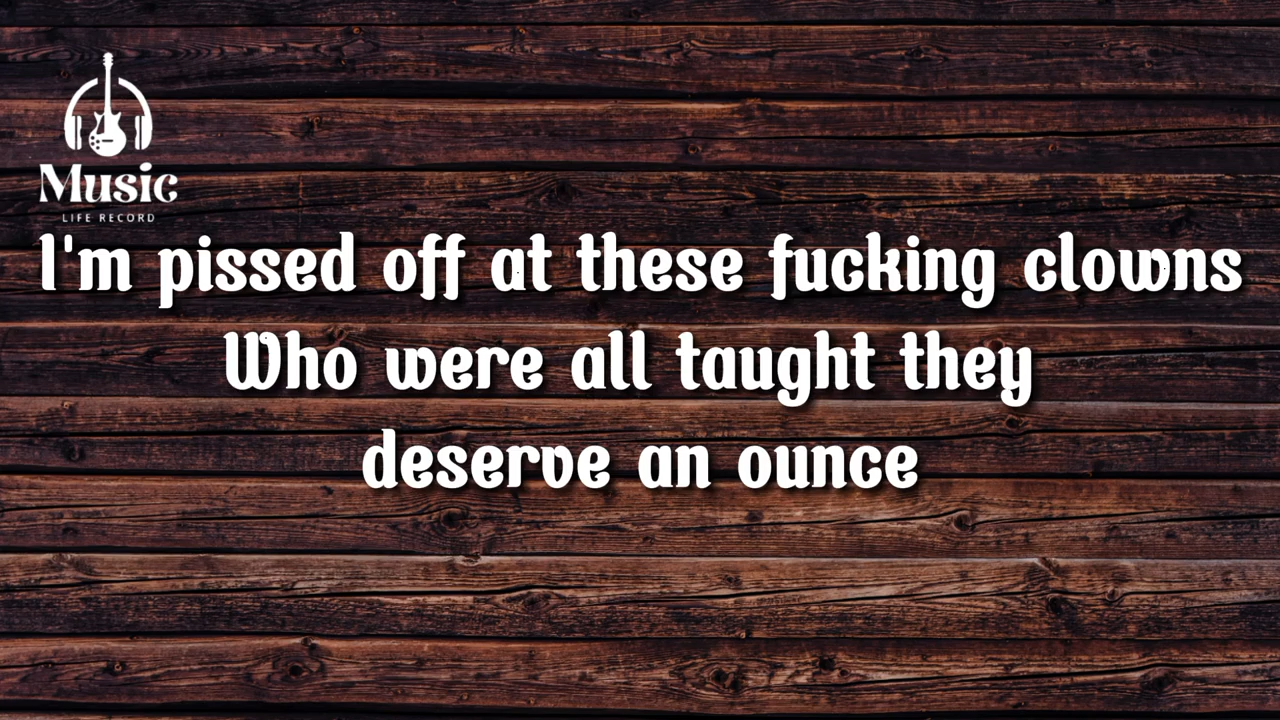 Music
LIFE RECORD
I'm pissed off at these fucking clowns
Who were all taught they
deserve an ounce